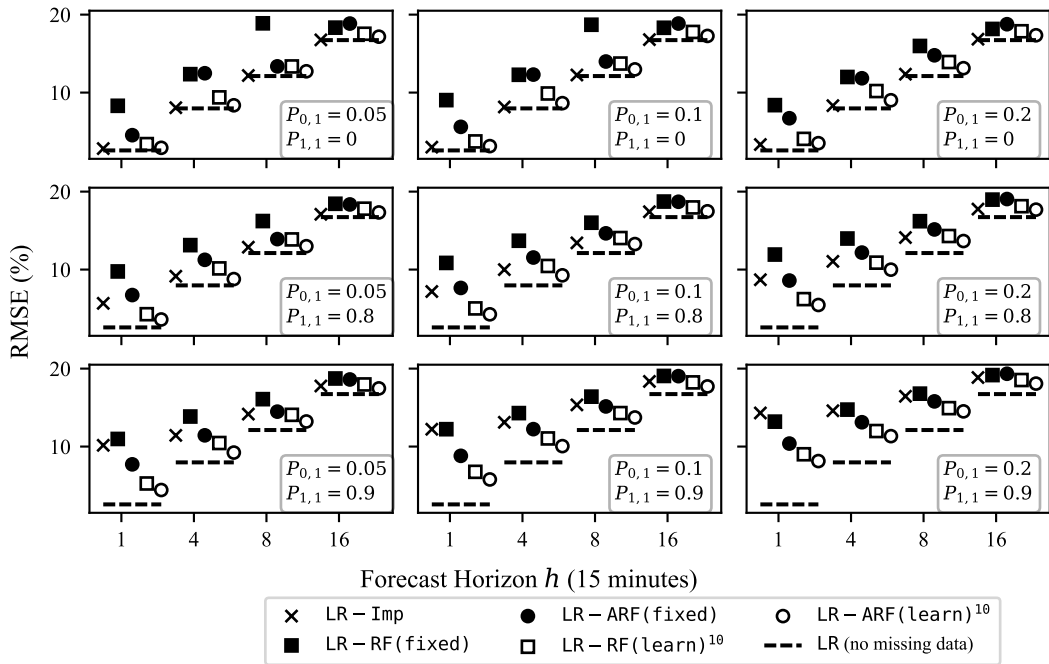 20
10
P0,1 = 0.05
P1,1 = 0
P0,1 = 0.1
P1,1 = 0
P0,1 = 0.2
P1,1 = 0
RMSE (%)
20
10
P0,1 = 0.05
P1,1 = 0.8
P0,1 = 0.1
P1,1 = 0.8
P0,1 = 0.2
P1,1 = 0.8
20
10
P0,1 = 0.05
P1,1 = 0.9
P0,1 = 0.1
P1,1 = 0.9
P0,1 = 0.2
P1,1 = 0.9
1 4 8 16 1 4 8 16 1 4 8 16
Forecast Horizon h (15 minutes)
LR − Imp LR − ARF(fixed) LR − ARF(learn)¹⁰
LR − RF(fixed) LR − RF(learn)¹⁰ LR (no missing data)